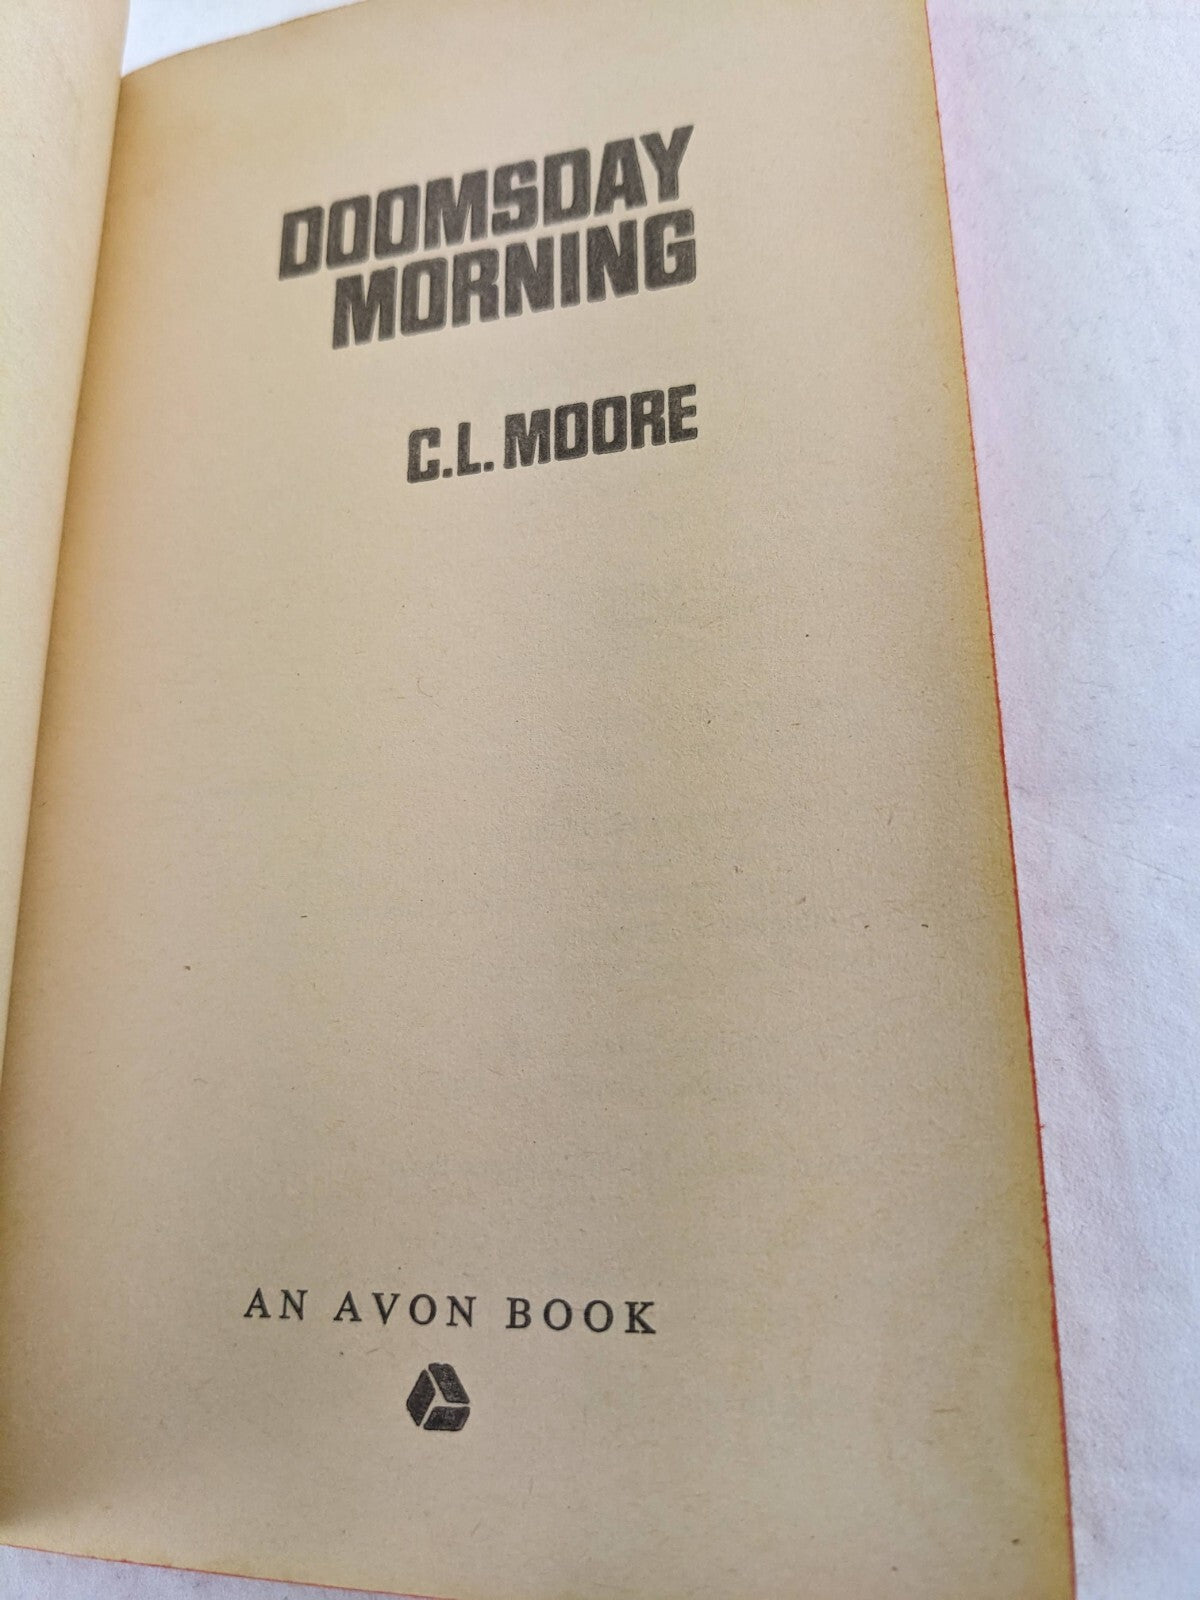 DOOMSDAY
MORNING
C.L. MOORE
AN AVON BOOK